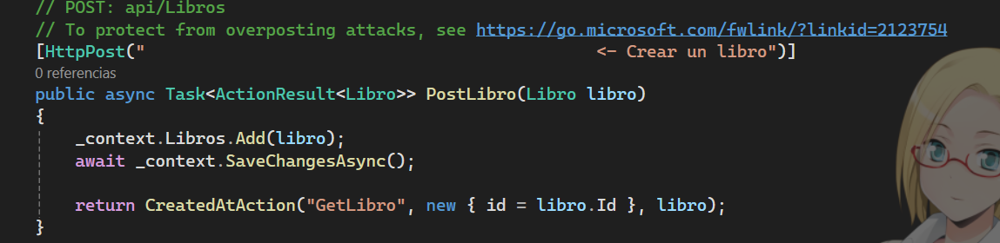 // POST: api/Libros
// To protect from overposting attacks, see https://go.microsoft.com/fwlink/?linkid=2123754
[HttpPost("                                           <- Crear un libro")]
0 referencias
public async Task<ActionResult<Libro>> PostLibro(Libro libro)
{
    _context.Libros.Add(libro);
    await _context.SaveChangesAsync();

    return CreatedAtAction("GetLibro", new { id = libro.Id }, libro);
}